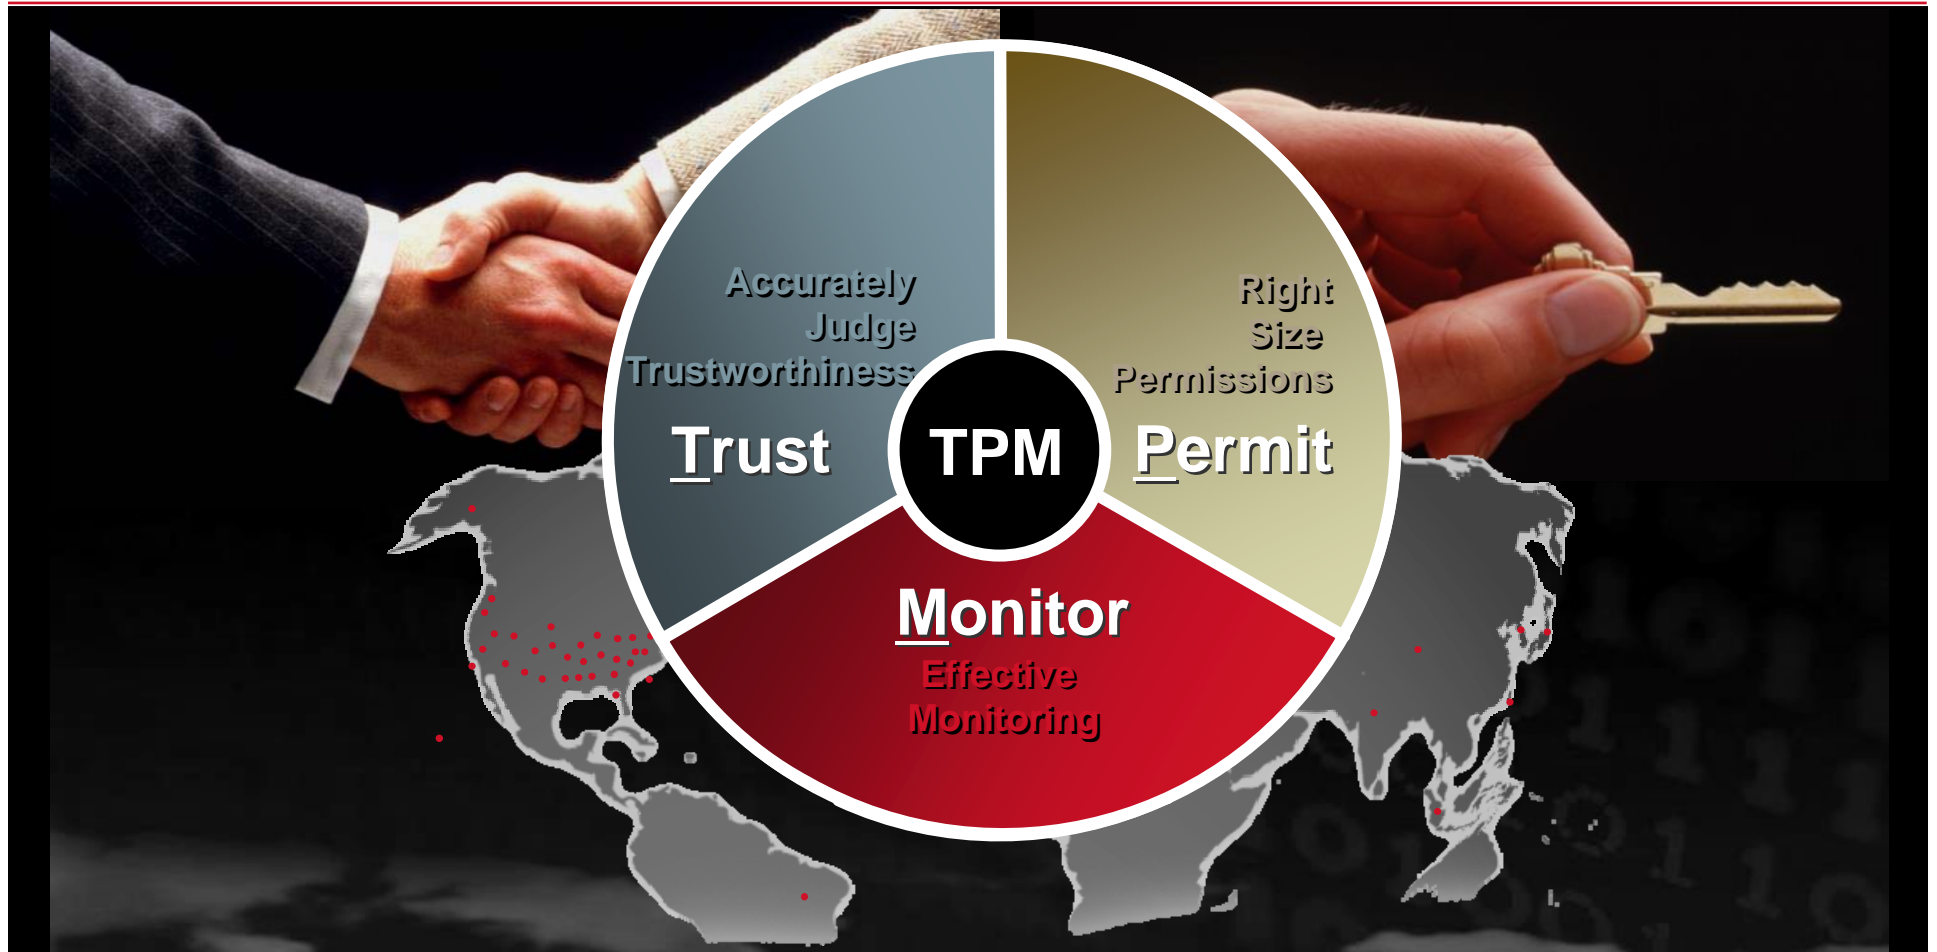 Accurately
Judge
Trustworthiness
Trust
Right
Size
Permissions
Permit
TPM
Monitor
Effective
Monitoring